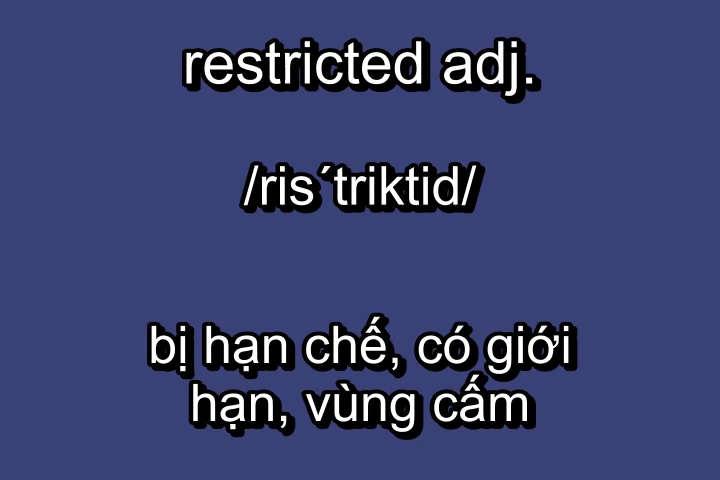 restricted adj.
/ris´triktid/
bị hạn chế, có giới
hạn, vùng cấm